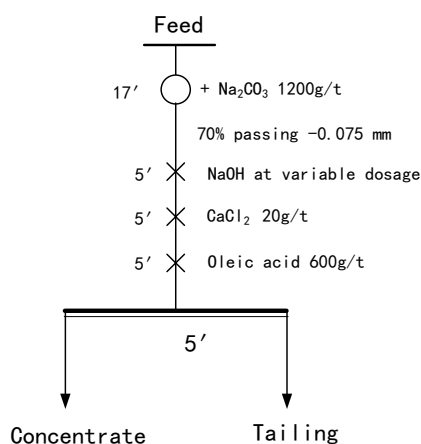 Feed
17′ + Na₂CO₃ 1200g/t
70% passing -0.075 mm
5′ NaOH at variable dosage
5′ CaCl₂ 20g/t
5′ Oleic acid 600g/t
5′
Concentrate Tailing